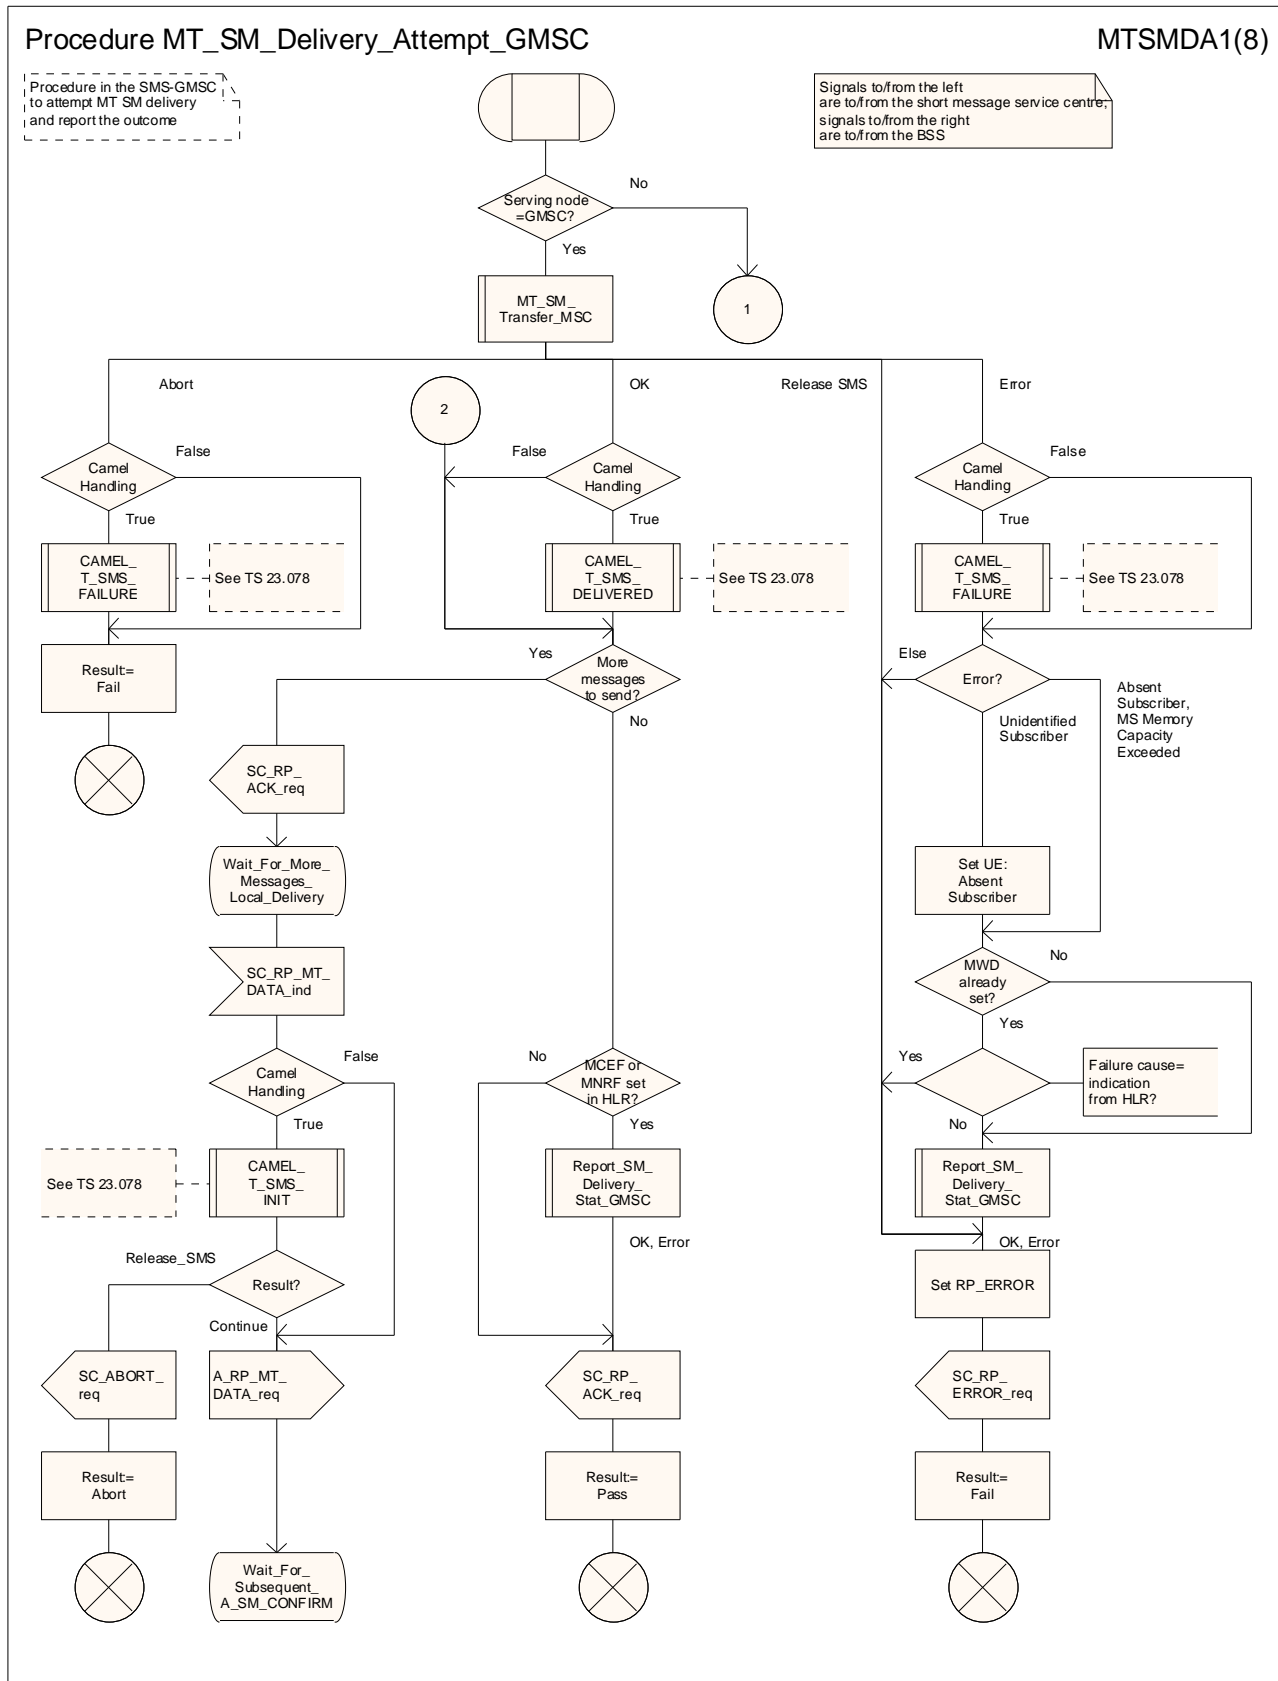 Procedure MT_SM_Delivery_Attempt_GMSC
MTSMDA1(8)
Procedure in the SMS-GMSC
to attempt MT SM delivery
and report the outcome
Signals to/from the left
are to/from the short message service centre;
signals to/from the right
are to/from the BSS
Serving node
=GMSC?
No
Yes
MT_SM_
Transfer_MSC
1
Abort
OK
Release SMS
Error
2
Camel
Handling
False
True
CAMEL_
T_SMS_
FAILURE
See TS 23.078
Result:=
Fail
False
Camel
Handling
True
CAMEL_
T_SMS_
DELIVERED
See TS 23.078
Yes
More
messages
to send?
No
Camel
Handling
False
True
CAMEL_
T_SMS_
FAILURE
See TS 23.078
Else
Error?
Unidentified
Subscriber
Absent
Subscriber,
MS Memory
Capacity
Exceeded
SC_RP_
ACK_req
Wait_For_More_
Messages_
Local_Delivery
SC_RP_MT_
DATA_ind
Camel
Handling
False
True
See TS 23.078
CAMEL_
T_SMS_
INIT
Release_SMS
Result?
Continue
SC_ABORT_
req
A_RP_MT_
DATA_req
Result:=
Abort
Wait_For_
Subsequent_
A_SM_CONFIRM
No
MCEF or
MNRF set
in HLR?
Yes
Report_SM_
Delivery_
Stat_GMSC
OK, Error
SC_RP_
ACK_req
Result:=
Pass
Set UE:
Absent
Subscriber
MWD
already
set?
No
Yes
Yes
Failure cause=
indication
from HLR?
No
Report_SM_
Delivery_
Stat_GMSC
OK, Error
Set RP_ERROR
SC_RP_
ERROR_req
Result:=
Fail